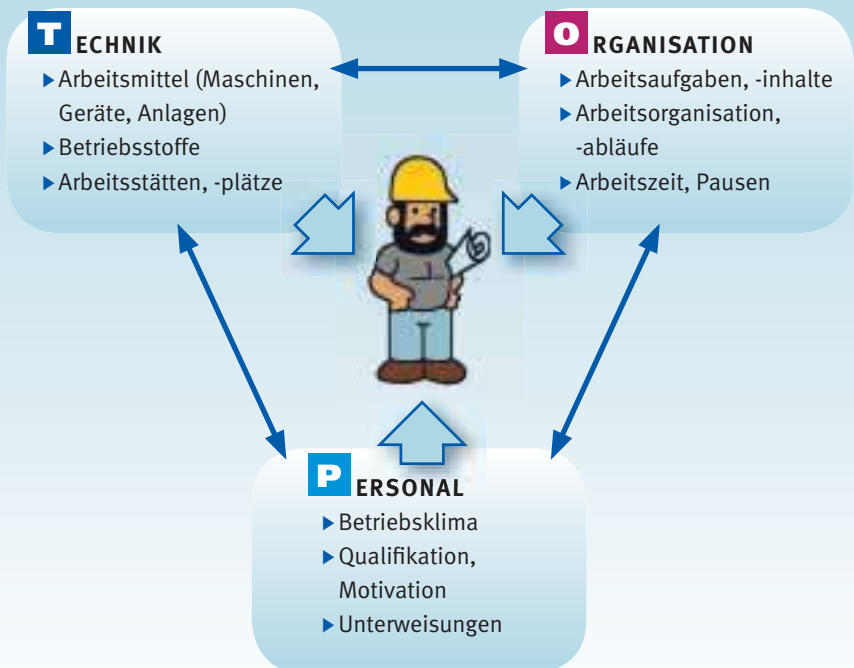 TECHNIK
▶ Arbeitsmittel (Maschinen,
Geräte, Anlagen)
▶ Betriebsstoffe
▶ Arbeitsstätten, -plätze
ORGANISATION
▶ Arbeitsaufgaben, -inhalte
▶ Arbeitsorganisation,
-abläufe
▶ Arbeitszeit, Pausen
PERSONAL
▶ Betriebsklima
▶ Qualifikation,
Motivation
▶ Unterweisungen